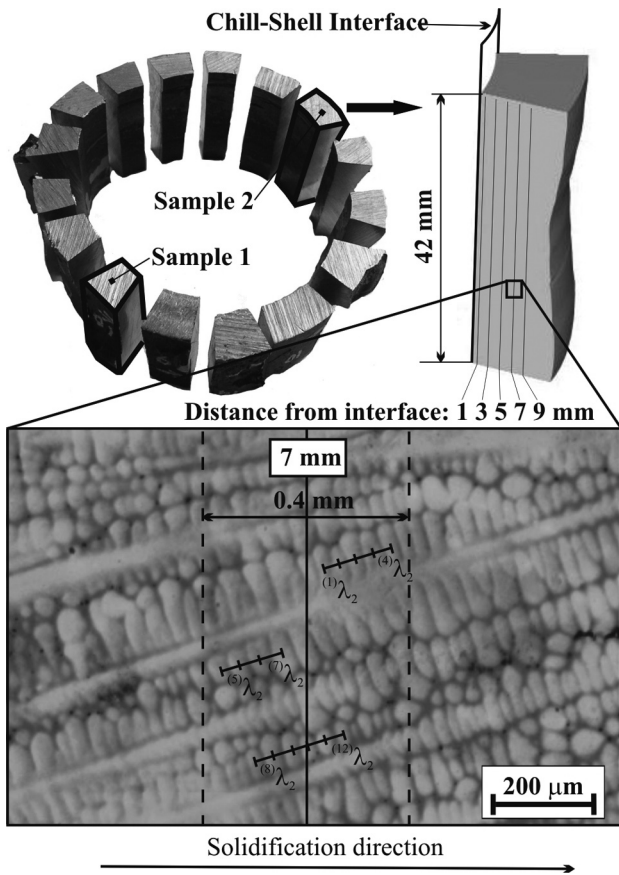 Chill-Shell Interface
Sample 2
Sample 1
42 mm
Distance from interface: 1 3 5 7 9 mm
7 mm
0.4 mm
(1)λ2 (4)λ2
(5)λ2 (7)λ2
(8)λ2 (12)λ2
200 μm
Solidification direction